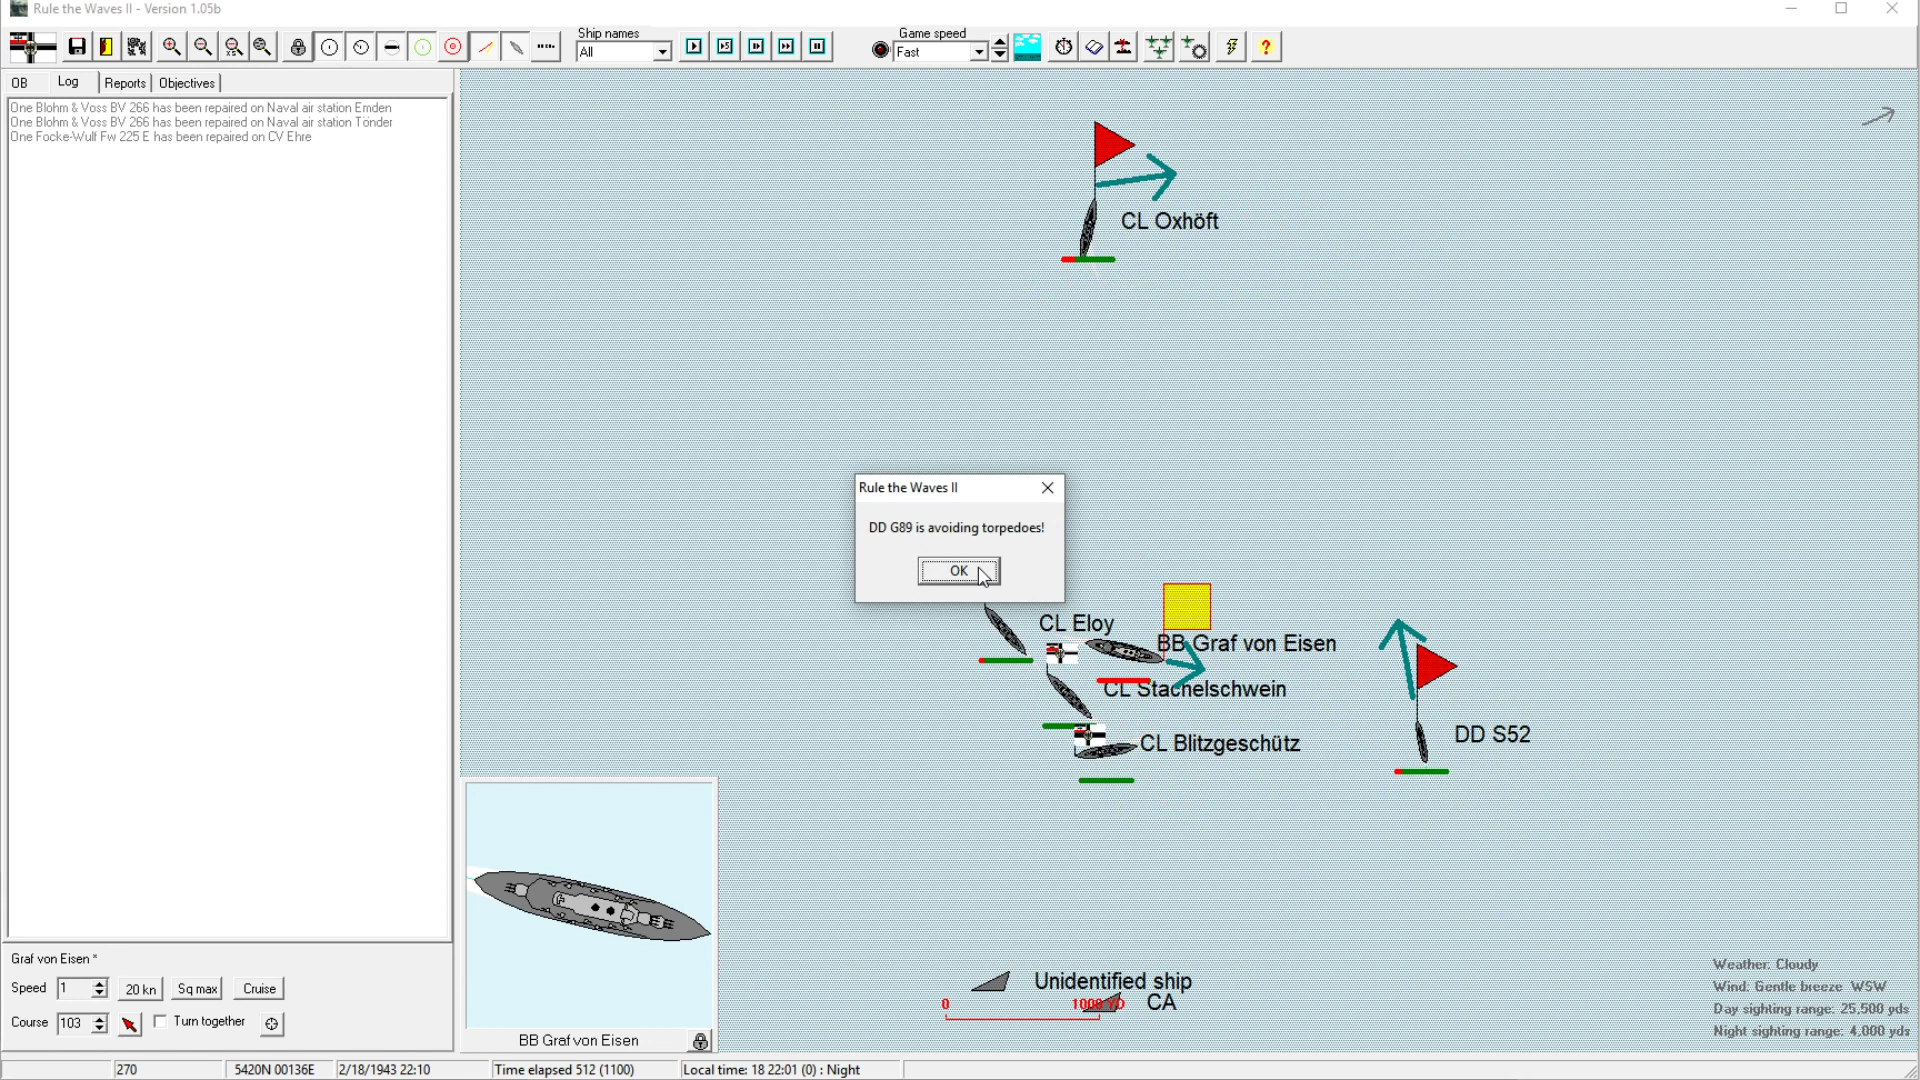 Rule the Waves II - Version 1.05b
Ship names
All
Game speed
Fast
OB
Log
Reports
Objectives
One Blohm & Voss BV 266 has been repaired on Naval air station Emden
One Blohm & Voss BV 266 has been repaired on Naval air station Tönder
One Focke-Wulf Fw 225 E has been repaired on CV Ehre
CL Oxhöft
Rule the Waves II
DD G89 is avoiding torpedoes!
OK
CL Eloy
BB Graf von Eisen
CL Stachelschwein
CL Blitzgeschütz
DD S52
Unidentified ship
0
1000 YD
CA
Graf von Eisen *
Speed 1 20 kn Sq max Cruise
Course 103 Turn together
BB Graf von Eisen
Weather: Cloudy
Wind: Gentle breeze WSW
Day sighting range: 25,500 yds
Night sighting range: 4,000 yds
270 5420N 00136E 2/18/1943 22:10 Time elapsed 512 (1100) Local time: 18 22:01 (0) : Night